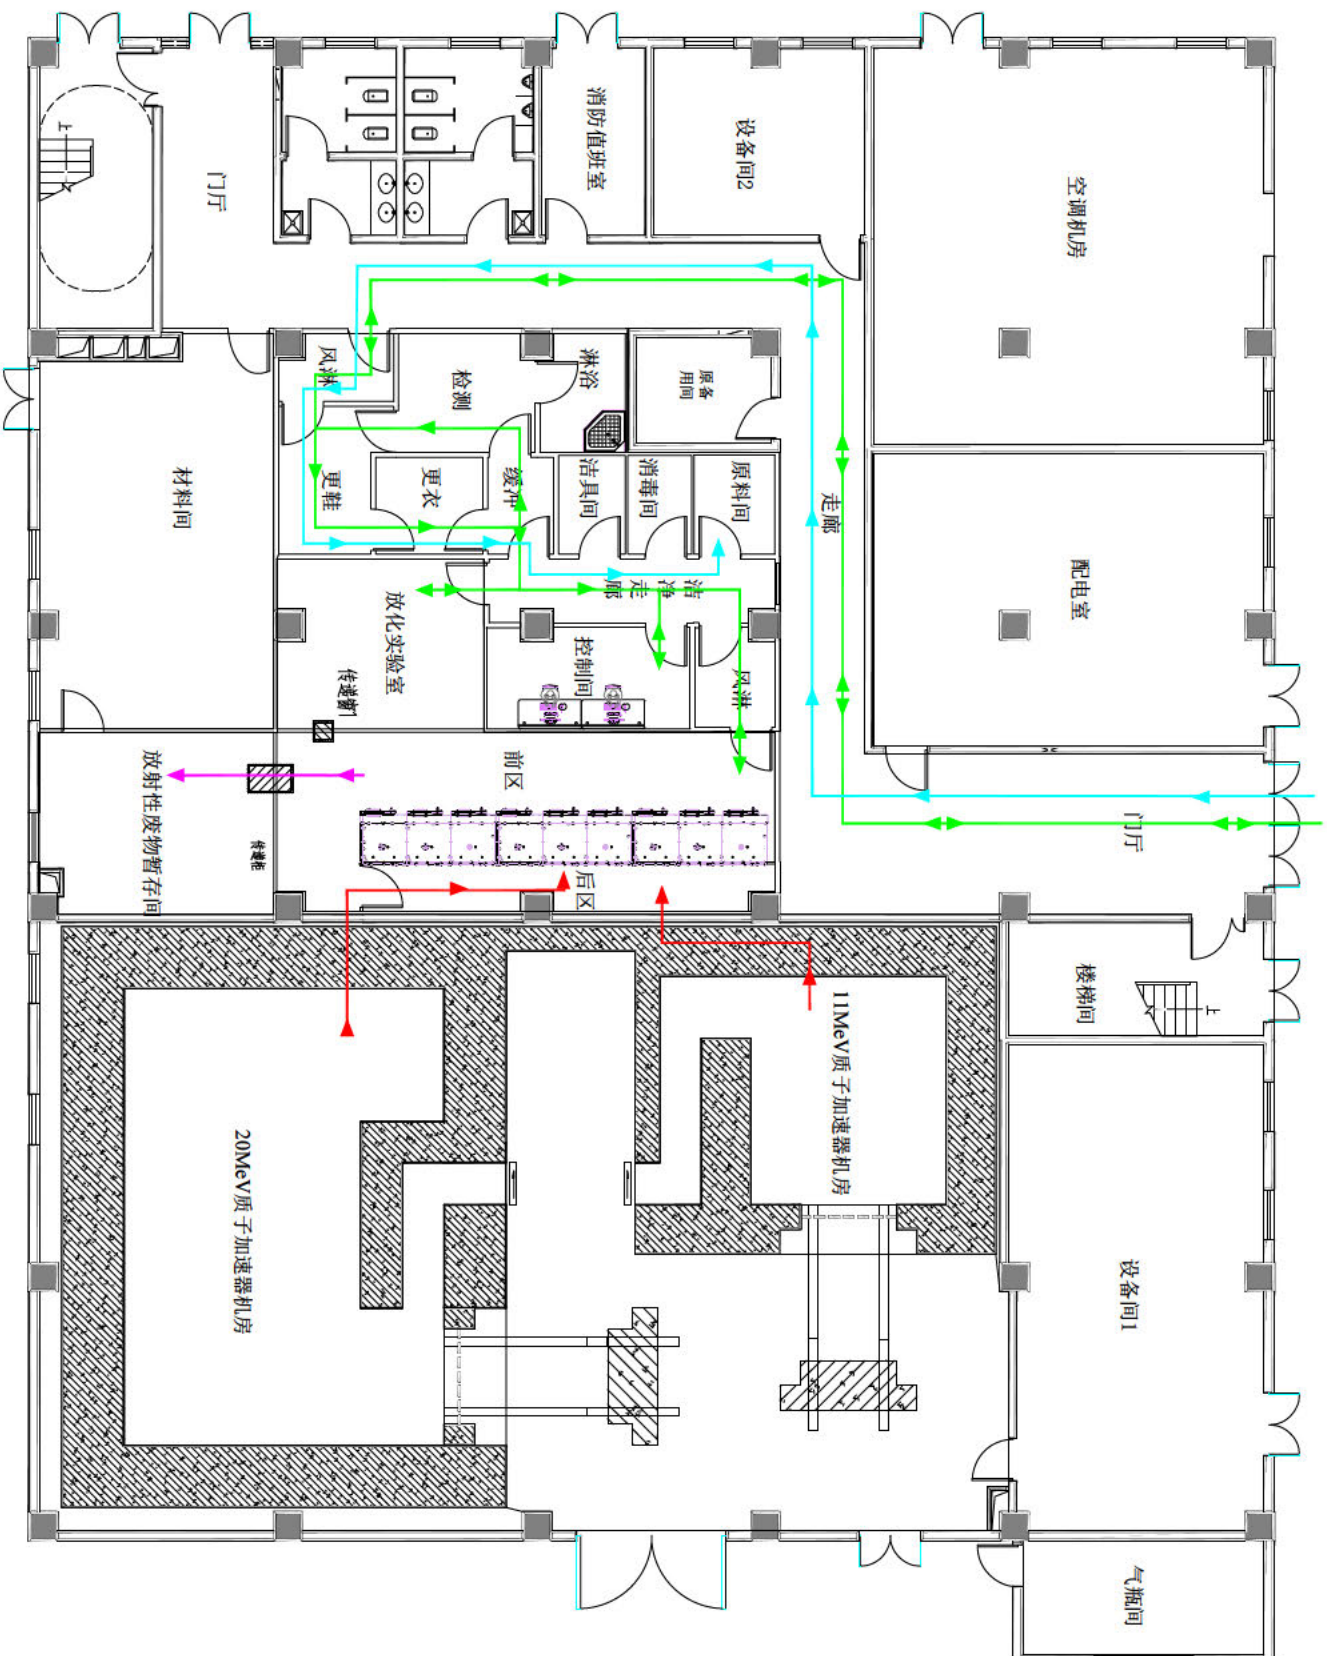 消防值班室
设备间2
空调机房
上
门厅
风淋
检测
淋浴
原备
用间
材料间
更鞋
更衣
缓冲
洁具间
消毒间
原料间
走廊
配电室
洁
净
走
廊
放化实验室
传递窗门
控制间
风淋
前区
放射性废物暂存间
传递柜
后区
门厅
楼梯间
上
11MeV质子加速器机房
20MeV质子加速器机房
设备间1
气瓶间